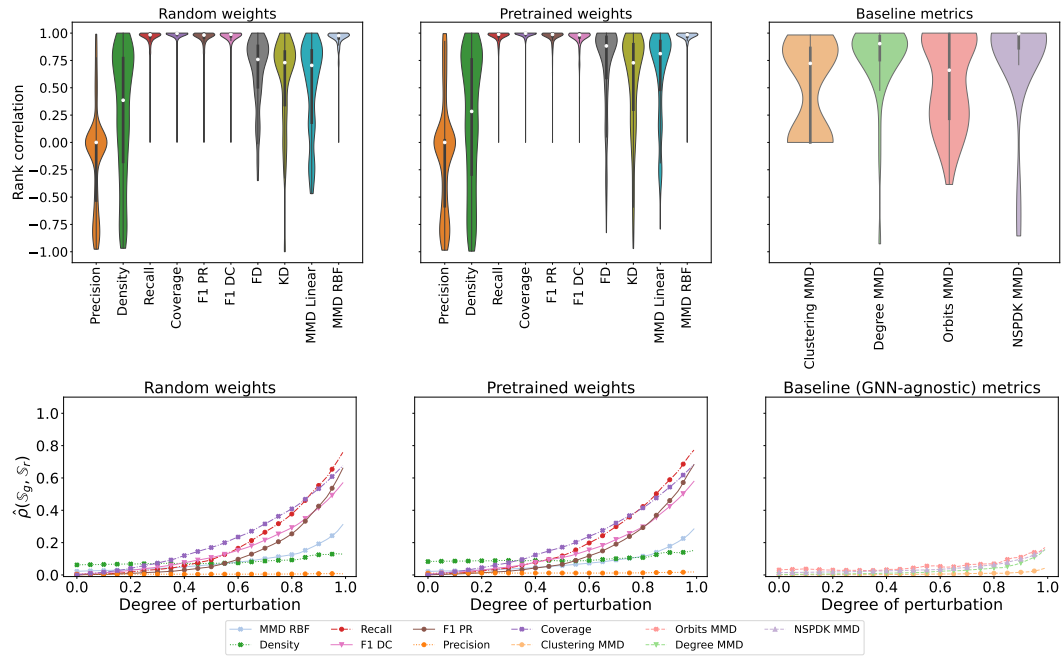 Random weights
Pretrained weights
Baseline metrics
Rank correlation
1.00
0.75
0.50
0.25
0.00
−0.25
−0.50
−0.75
−1.00
Precision
Density
Recall
Coverage
F1 PR
F1 DC
FD
KD
MMD Linear
MMD RBF
Precision
Density
Recall
Coverage
F1 PR
F1 DC
FD
KD
MMD Linear
MMD RBF
Clustering MMD
Degree MMD
Orbits MMD
NSPDK MMD
Random weights
Pretrained weights
Baseline (GNN-agnostic) metrics
ρ̂(𝕊g, 𝕊r)
1.0
0.8
0.6
0.4
0.2
0.0
0.0 0.2 0.4 0.6 0.8 1.0
0.0 0.2 0.4 0.6 0.8 1.0
0.0 0.2 0.4 0.6 0.8 1.0
Degree of perturbation
Degree of perturbation
Degree of perturbation
MMD RBF Recall F1 PR Coverage Orbits MMD NSPDK MMD
Density F1 DC Precision Clustering MMD Degree MMD